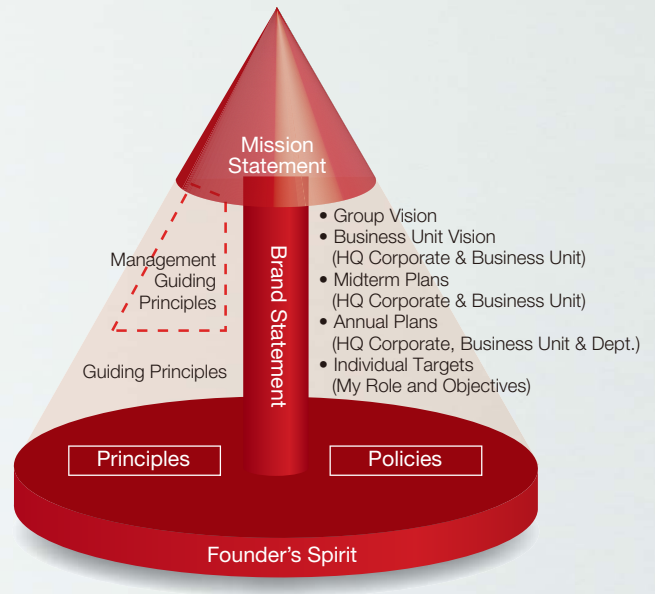 Mission
Statement
Management
Guiding
Principles
Guiding Principles
Brand Statement
• Group Vision
• Business Unit Vision
(HQ Corporate & Business Unit)
• Midterm Plans
(HQ Corporate & Business Unit)
• Annual Plans
(HQ Corporate, Business Unit & Dept.)
• Individual Targets
(My Role and Objectives)
Principles
Policies
Founder's Spirit